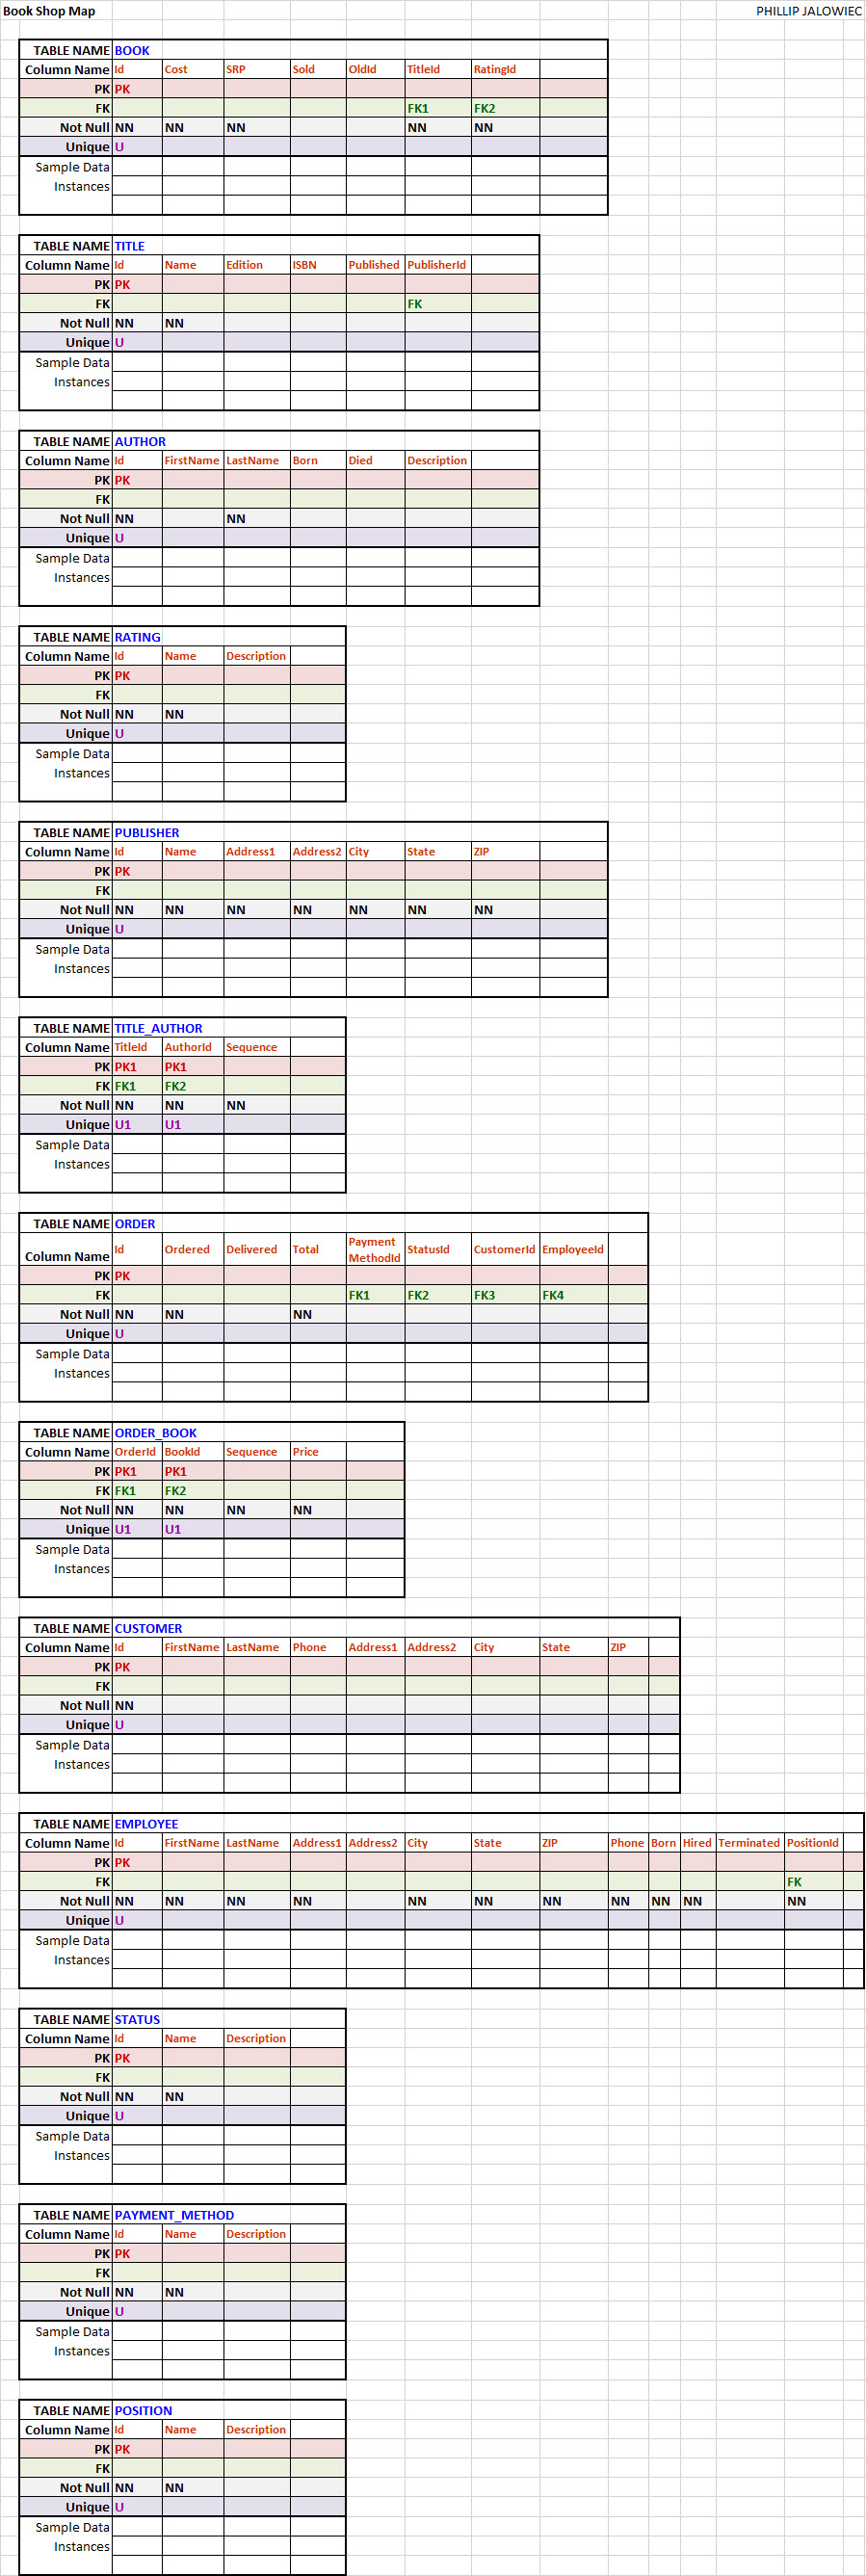 Book Shop Map PHILLIP JALOWIEC
TABLE NAME BOOK
Column Name Id Cost SRP Sold OldId TitleId RatingId
PK PK
FK FK1 FK2
Not Null NN NN NN NN NN
Unique U
Sample Data
Instances
TABLE NAME TITLE
Column Name Id Name Edition ISBN Published PublisherId
PK PK
FK FK
Not Null NN NN
Unique U
Sample Data
Instances
TABLE NAME AUTHOR
Column Name Id FirstName LastName Born Died Description
PK PK
FK
Not Null NN NN
Unique U
Sample Data
Instances
TABLE NAME RATING
Column Name Id Name Description
PK PK
FK
Not Null NN NN
Unique U
Sample Data
Instances
TABLE NAME PUBLISHER
Column Name Id Name Address1 Address2 City State ZIP
PK PK
FK
Not Null NN NN NN NN NN NN NN
Unique U
Sample Data
Instances
TABLE NAME TITLE_AUTHOR
Column Name TitleId AuthorId Sequence
PK PK1 PK1
FK FK1 FK2
Not Null NN NN NN
Unique U1 U1
Sample Data
Instances
TABLE NAME ORDER
Column Name Id Ordered Delivered Total Payment MethodId StatusId CustomerId EmployeeId
PK PK
FK FK1 FK2 FK3 FK4
Not Null NN NN NN
Unique U
Sample Data
Instances
TABLE NAME ORDER_BOOK
Column Name OrderId BookId Sequence Price
PK PK1 PK1
FK FK1 FK2
Not Null NN NN NN NN
Unique U1 U1
Sample Data
Instances
TABLE NAME CUSTOMER
Column Name Id FirstName LastName Phone Address1 Address2 City State ZIP
PK PK
FK
Not Null NN
Unique U
Sample Data
Instances
TABLE NAME EMPLOYEE
Column Name Id FirstName LastName Address1 Address2 City State ZIP Phone Born Hired Terminated PositionId
PK PK
FK FK
Not Null NN NN NN NN NN NN NN NN NN NN NN
Unique U
Sample Data
Instances
TABLE NAME STATUS
Column Name Id Name Description
PK PK
FK
Not Null NN NN
Unique U
Sample Data
Instances
TABLE NAME PAYMENT_METHOD
Column Name Id Name Description
PK PK
FK
Not Null NN NN
Unique U
Sample Data
Instances
TABLE NAME POSITION
Column Name Id Name Description
PK PK
FK
Not Null NN NN
Unique U
Sample Data
Instances